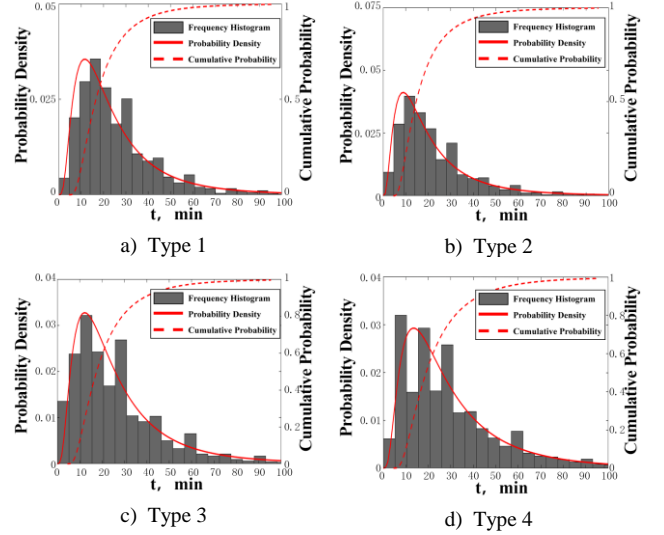 0.05
1
Frequency Histogram
Probability Density
Cumulative Probability
Probability Density
0.025
0.5
Cumulative Probability
0
0
0 10 20 30 40 50 60 70 80 90 100
t, min
a) Type 1
0.075
1
Frequency Histogram
Probability Density
Cumulative Probability
Probability Density
0.05
0.025
0.5
Cumulative Probability
0
0
0 10 20 30 40 50 60 70 80 90 100
t, min
b) Type 2
0.04
1
Frequency Histogram
Probability Density
Cumulative Probability
Probability Density
0.03
0.02
0.01
0
0.8
0.6
0.4
0.2
0
Cumulative Probability
0 10 20 30 40 50 60 70 80 90 100
t, min
c) Type 3
0.04
1
Frequency Histogram
Probability Density
Cumulative Probability
Probability Density
0.03
0.02
0.01
0
0.8
0.6
0.4
0.2
0
Cumulative Probability
0 10 20 30 40 50 60 70 80 90 100
t, min
d) Type 4